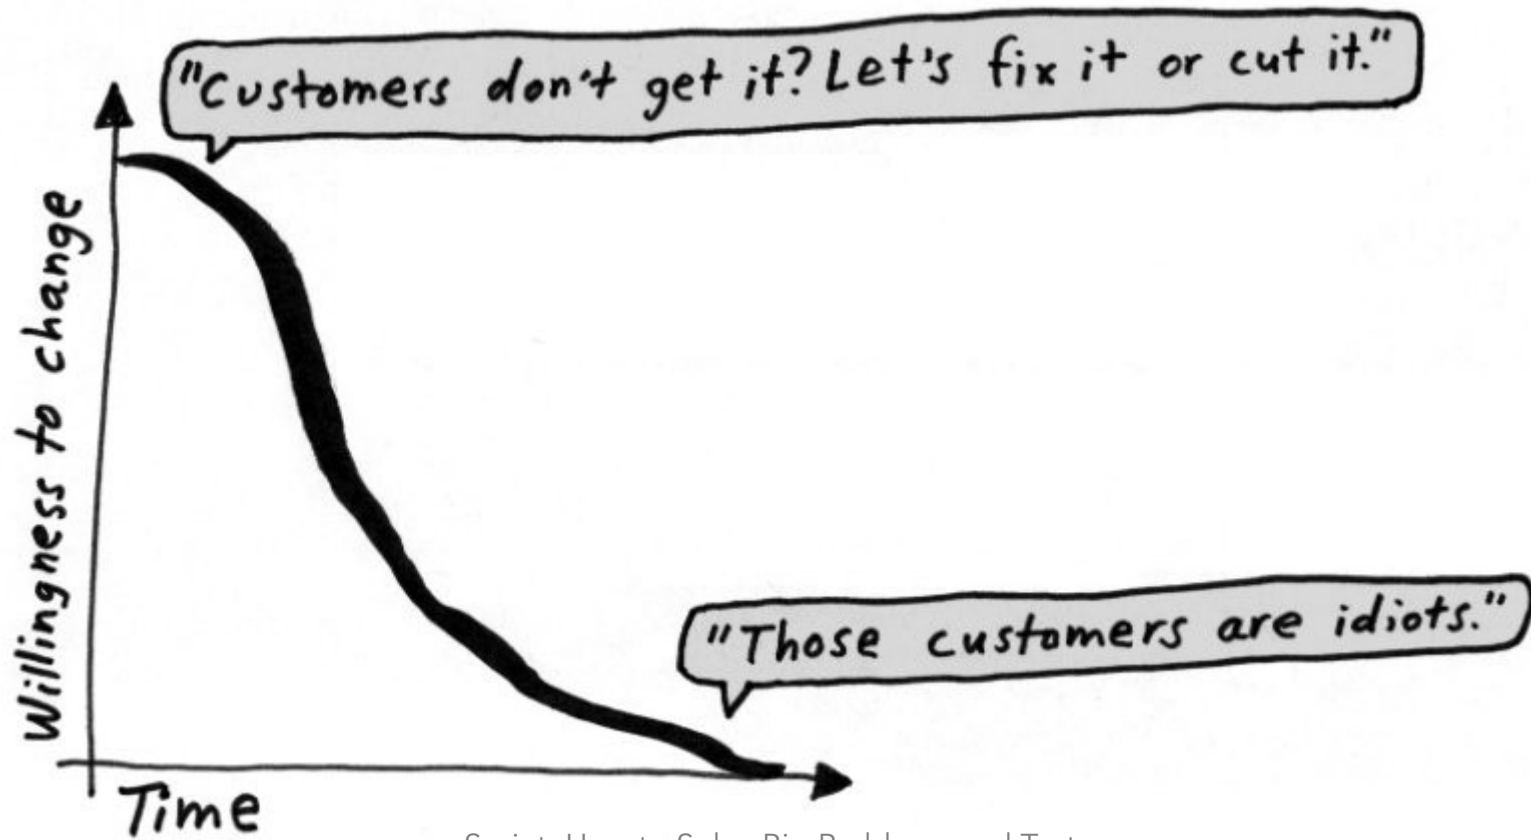 "Customers don't get it? Let's fix it or cut it."
Willingness to change
"Those customers are idiots."
Time